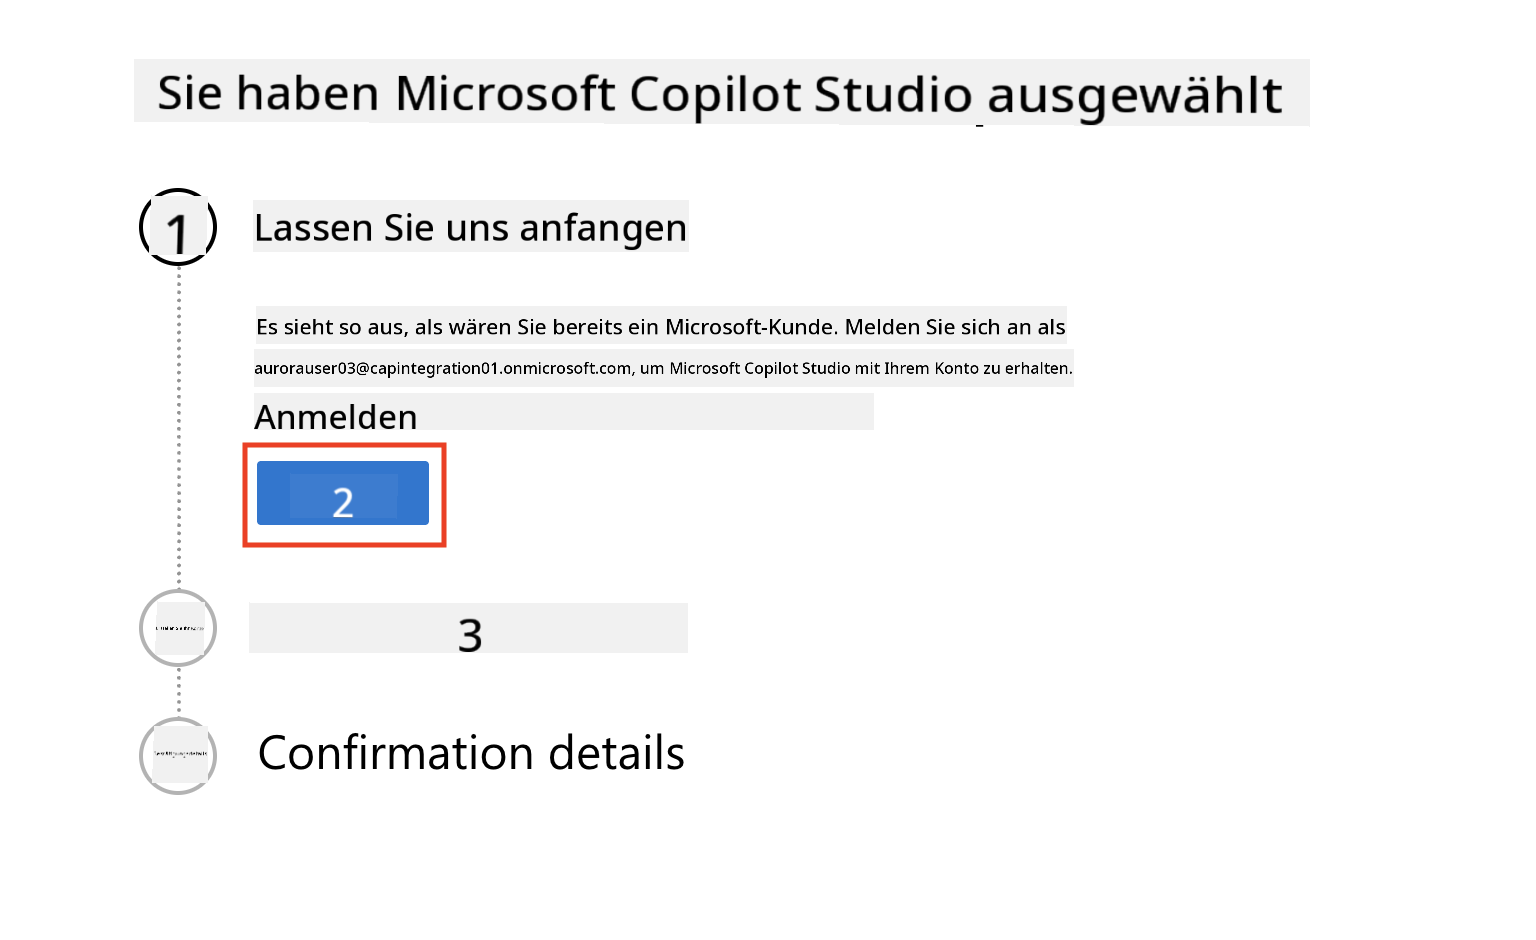 Sie haben Microsoft Copilot Studio ausgewählt
1
Lassen Sie uns anfangen
Es sieht so aus, als wären Sie bereits ein Microsoft-Kunde. Melden Sie sich an als
aurorauser03@capintegration01.onmicrosoft.com, um Microsoft Copilot Studio mit Ihrem Konto zu erhalten.
Anmelden
2
3
Confirmation details